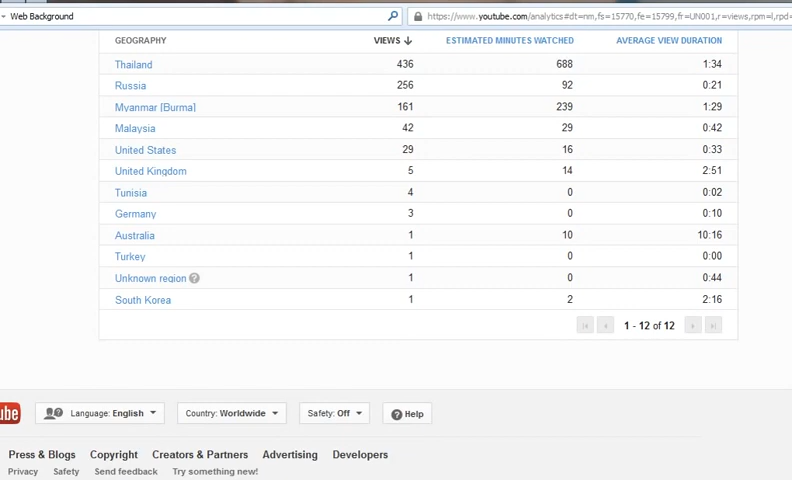 Web Background https://www.youtube.com/analytics#dt=nm,fs=15770,fe=15799,fr=UN001,r=views,rpm=l,rpd=
GEOGRAPHY VIEWS ESTIMATED MINUTES WATCHED AVERAGE VIEW DURATION
Thailand 436 688 1:34
Russia 256 92 0:21
Myanmar [Burma] 161 239 1:29
Malaysia 42 29 0:42
United States 29 16 0:33
United Kingdom 5 14 2:51
Tunisia 4 0 0:02
Germany 3 0 0:10
Australia 1 10 10:16
Turkey 1 0 0:00
Unknown region ? 1 0 0:44
South Korea 1 2 2:16
1 - 12 of 12
ube Language: English Country: Worldwide Safety: Off ? Help
Press & Blogs Copyright Creators & Partners Advertising Developers
Privacy Safety Send feedback Try something new!